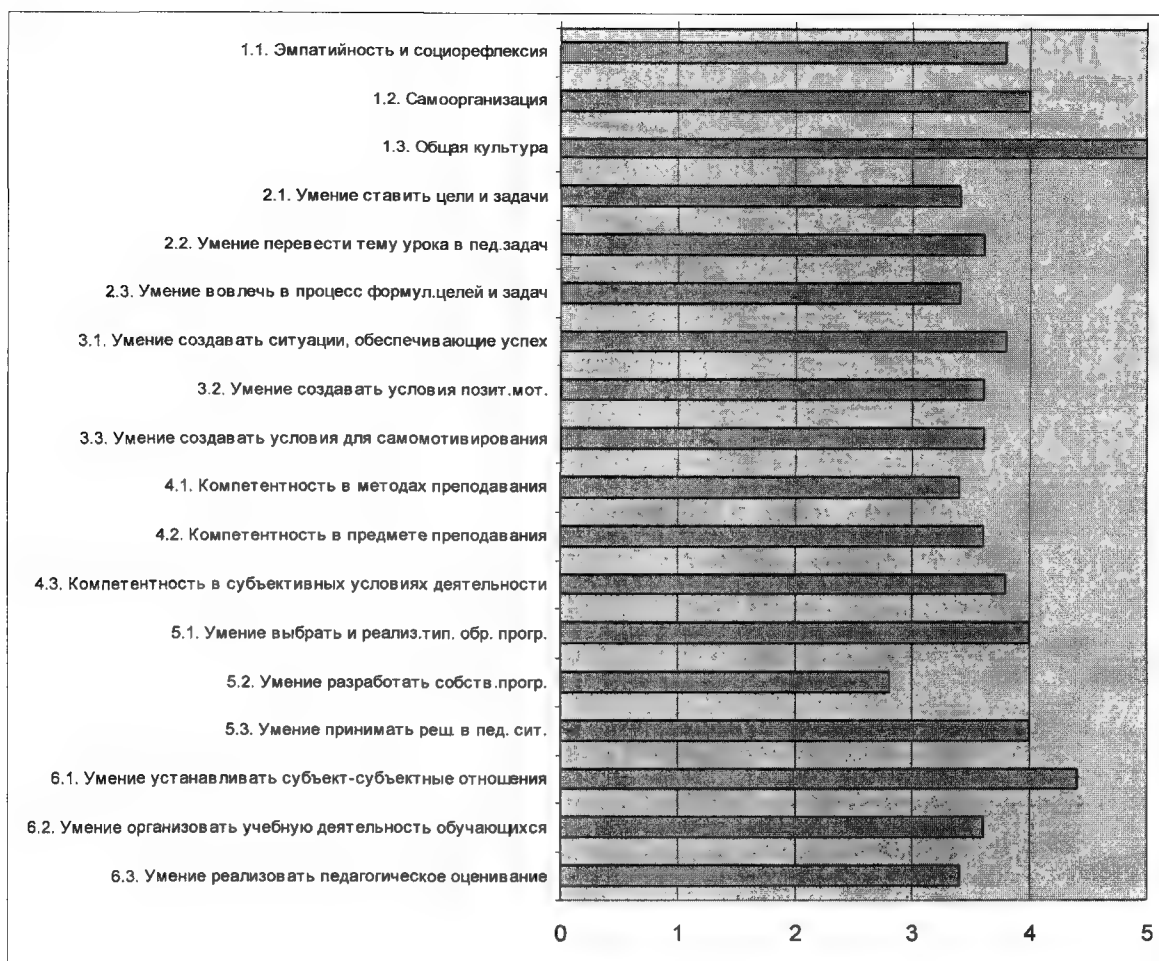 1.1. Эмпатийность и социорефлексия
1.2. Самоорганизация
1.3. Общая культура
2.1. Умение ставить цели и задачи
2.2. Умение перевести тему урока в пед.задач
2.3. Умение вовлечь в процесс формул.целей и задач
3.1. Умение создавать ситуации, обеспечивающие успех
3.2. Умение создавать условия позит.мот.
3.3. Умение создавать условия для самомотивирования
4.1. Компетентность в методах преподавания
4.2. Компетентность в предмете преподавания
4.3. Компетентность в субъективных условиях деятельности
5.1. Умение выбрать и реализ.тип. обр. прогр.
5.2. Умение разработать собств.прогр.
5.3. Умение принимать реш. в пед. сит.
6.1. Умение устанавливать субъект-субъектные отношения
6.2. Умение организовать учебную деятельность обучающихся
6.3. Умение реализовать педагогическое оценивание
0 1 2 3 4 5